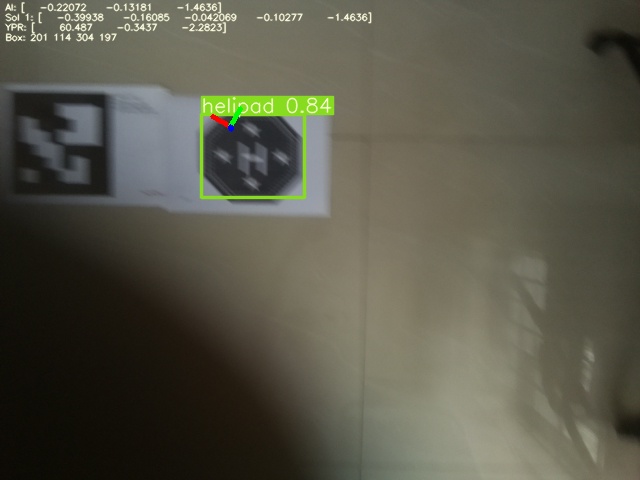 AI: [ -0.22072 -0.13181 -1.4636]
Sol 1: [ -0.39938 -0.16085 -0.042069 -0.10277 -1.4636]
YPR: [ 60.487 -0.3437 -2.2823]
Box: 201 114 304 197
helipad 0.84
H